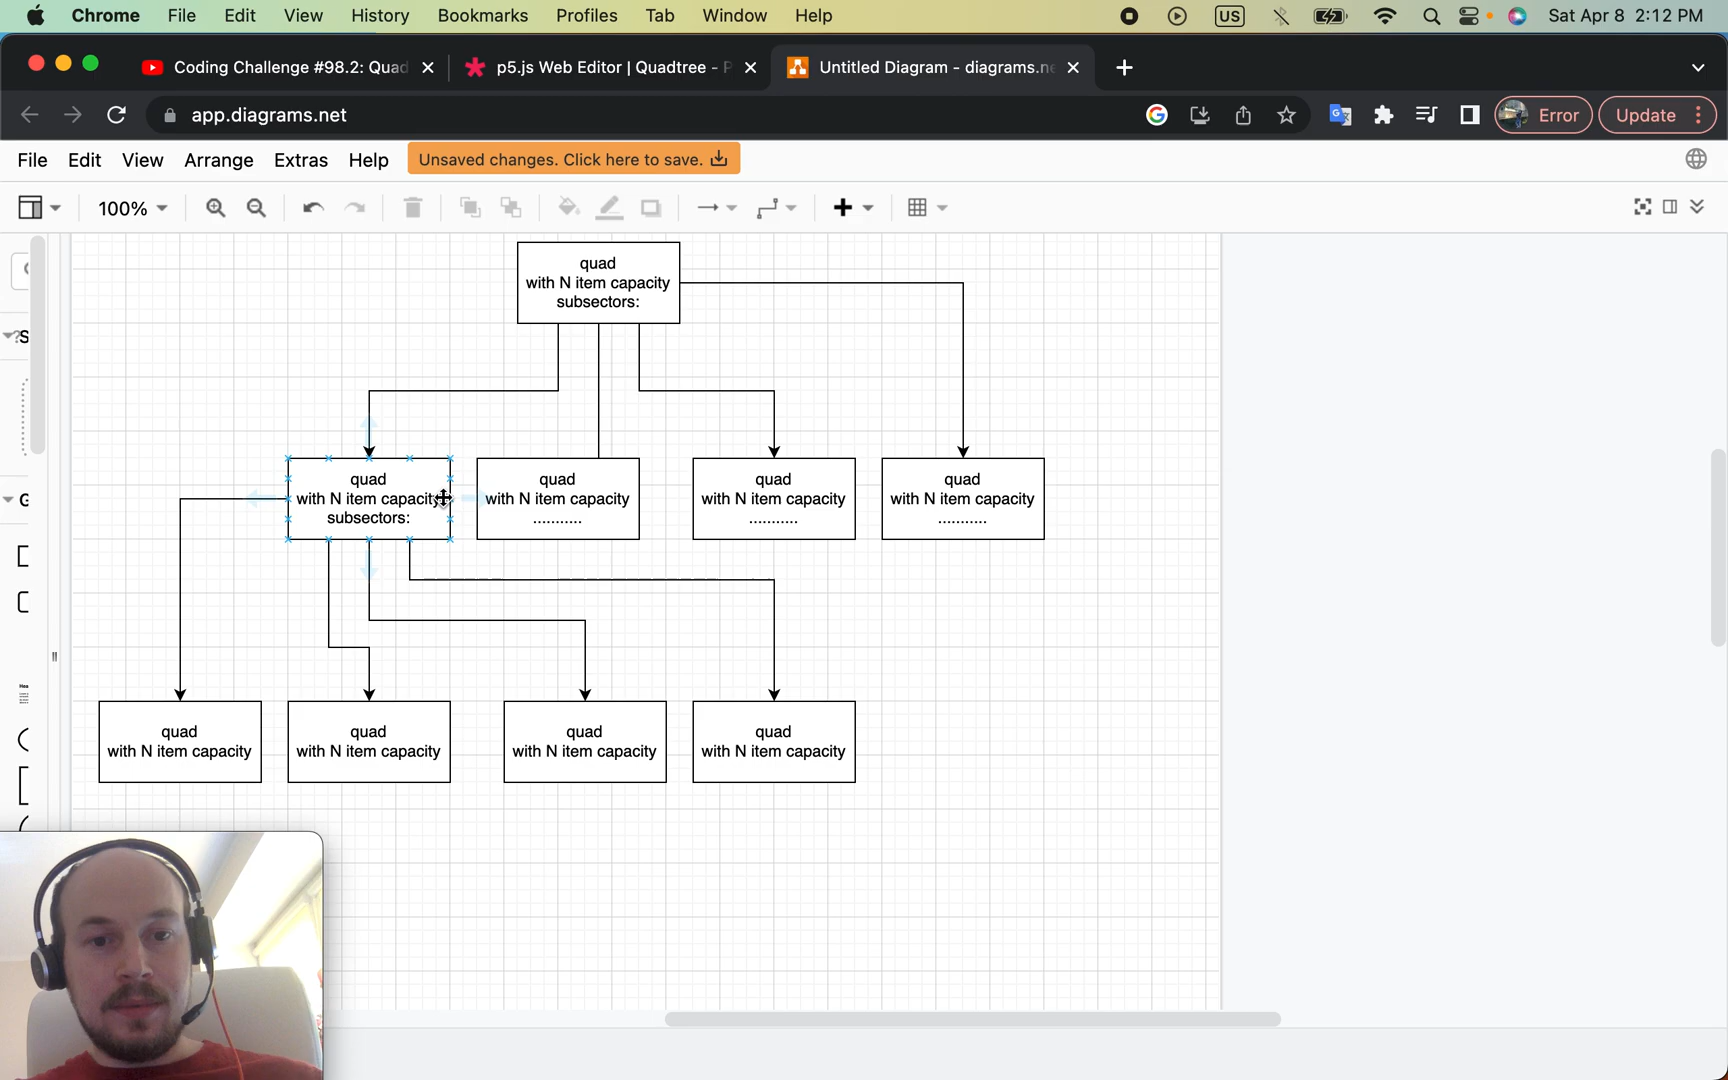 Chrome File Edit View History Bookmarks Profiles Tab Window Help US Sat Apr 8 2:12 PM
Coding Challenge #98.2: Quad p5.js Web Editor | Quadtree - Untitled Diagram - diagrams.ne
app.diagrams.net Error Update
File Edit View Arrange Extras Help Unsaved changes. Click here to save.
100%
quad
with N item capacity
subsectors:
quad
with N item capacity
subsectors:
quad
with N item capacity
...........
quad
with N item capacity
...........
quad
with N item capacity
...........
quad
with N item capacity
quad
with N item capacity
quad
with N item capacity
quad
with N item capacity